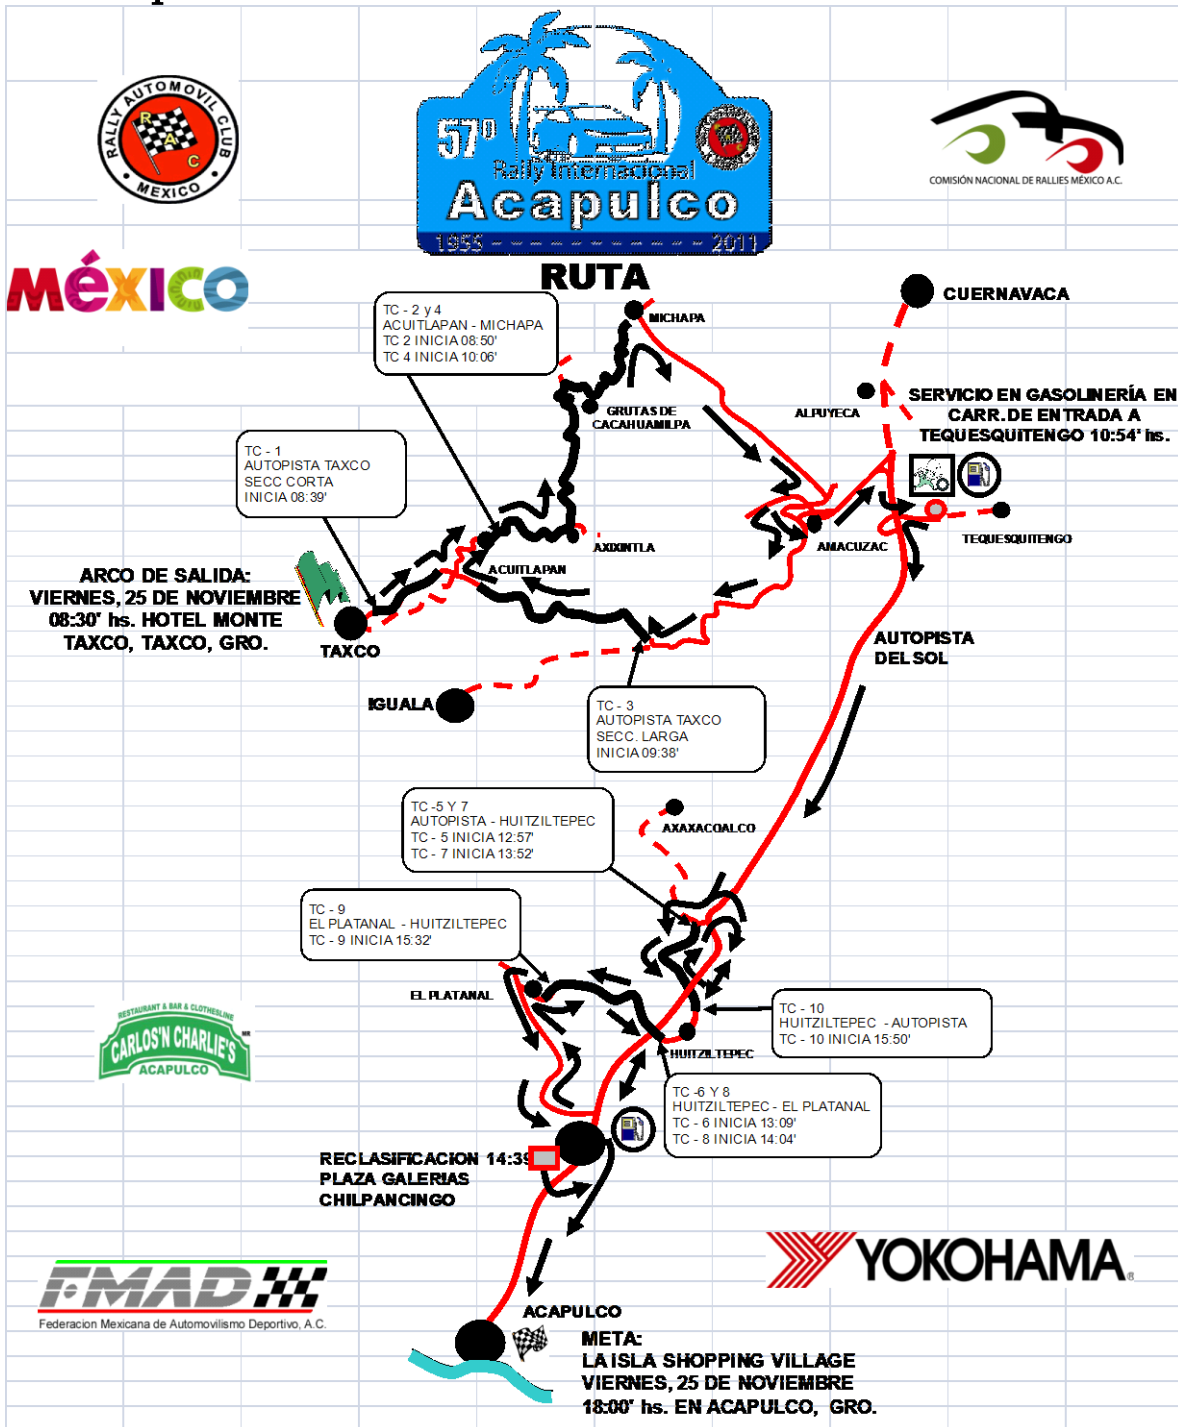 RALLY AUTOMOVIL CLUB
R A C
MEXICO
57º
Rally Internacional
Acapulco
1955 - - - - - - - - - - - 2011
COMISIÓN NACIONAL DE RALLIES MÉXICO A.C.
MéXICO
RUTA
CUERNAVACA
TC - 2 y 4
ACUITLAPAN - MICHAPA
TC 2 INICIA 08:50'
TC 4 INICIA 10:06'
MICHAPA
ALPUYECA
SERVICIO EN GASOLINERÍA EN
CARR.DE ENTRADA A
TEQUESQUITENGO 10:54' hs.
GRUTAS DE
CACAHUAMILPA
TC - 1
AUTOPISTA TAXCO
SECC CORTA
INICIA 08:39'
AXIXINTLA
AMACUZAC
TEQUESQUITENGO
ACUITLAPAN
ARCO DE SALIDA:
VIERNES, 25 DE NOVIEMBRE
08:30' hs. HOTEL MONTE
TAXCO, TAXCO, GRO.
TAXCO
AUTOPISTA
DEL SOL
IGUALA
TC - 3
AUTOPISTA TAXCO
SECC. LARGA
INICIA 09:38'
TC -5 Y 7
AUTOPISTA - HUITZILTEPEC
TC - 5 INICIA 12:57'
TC - 7 INICIA 13:52'
AXAXACOALCO
TC - 9
EL PLATANAL - HUITZILTEPEC
TC - 9 INICIA 15:32'
EL PLATANAL
TC - 10
HUITZILTEPEC - AUTOPISTA
TC - 10 INICIA 15:50'
HUITZILTEPEC
RESTAURANT & BAR & CLOTHESLINE
CARLOS'N CHARLIE'S
ACAPULCO
TC -6 Y 8
HUITZILTEPEC - EL PLATANAL
TC - 6 INICIA 13:09'
TC - 8 INICIA 14:04'
RECLASIFICACION 14:39
PLAZA GALERIAS
CHILPANCINGO
YOKOHAMA
FMAD
Federacion Mexicana de Automovilismo Deportivo, A.C.
ACAPULCO
META:
LA ISLA SHOPPING VILLAGE
VIERNES, 25 DE NOVIEMBRE
18:00' hs. EN ACAPULCO, GRO.